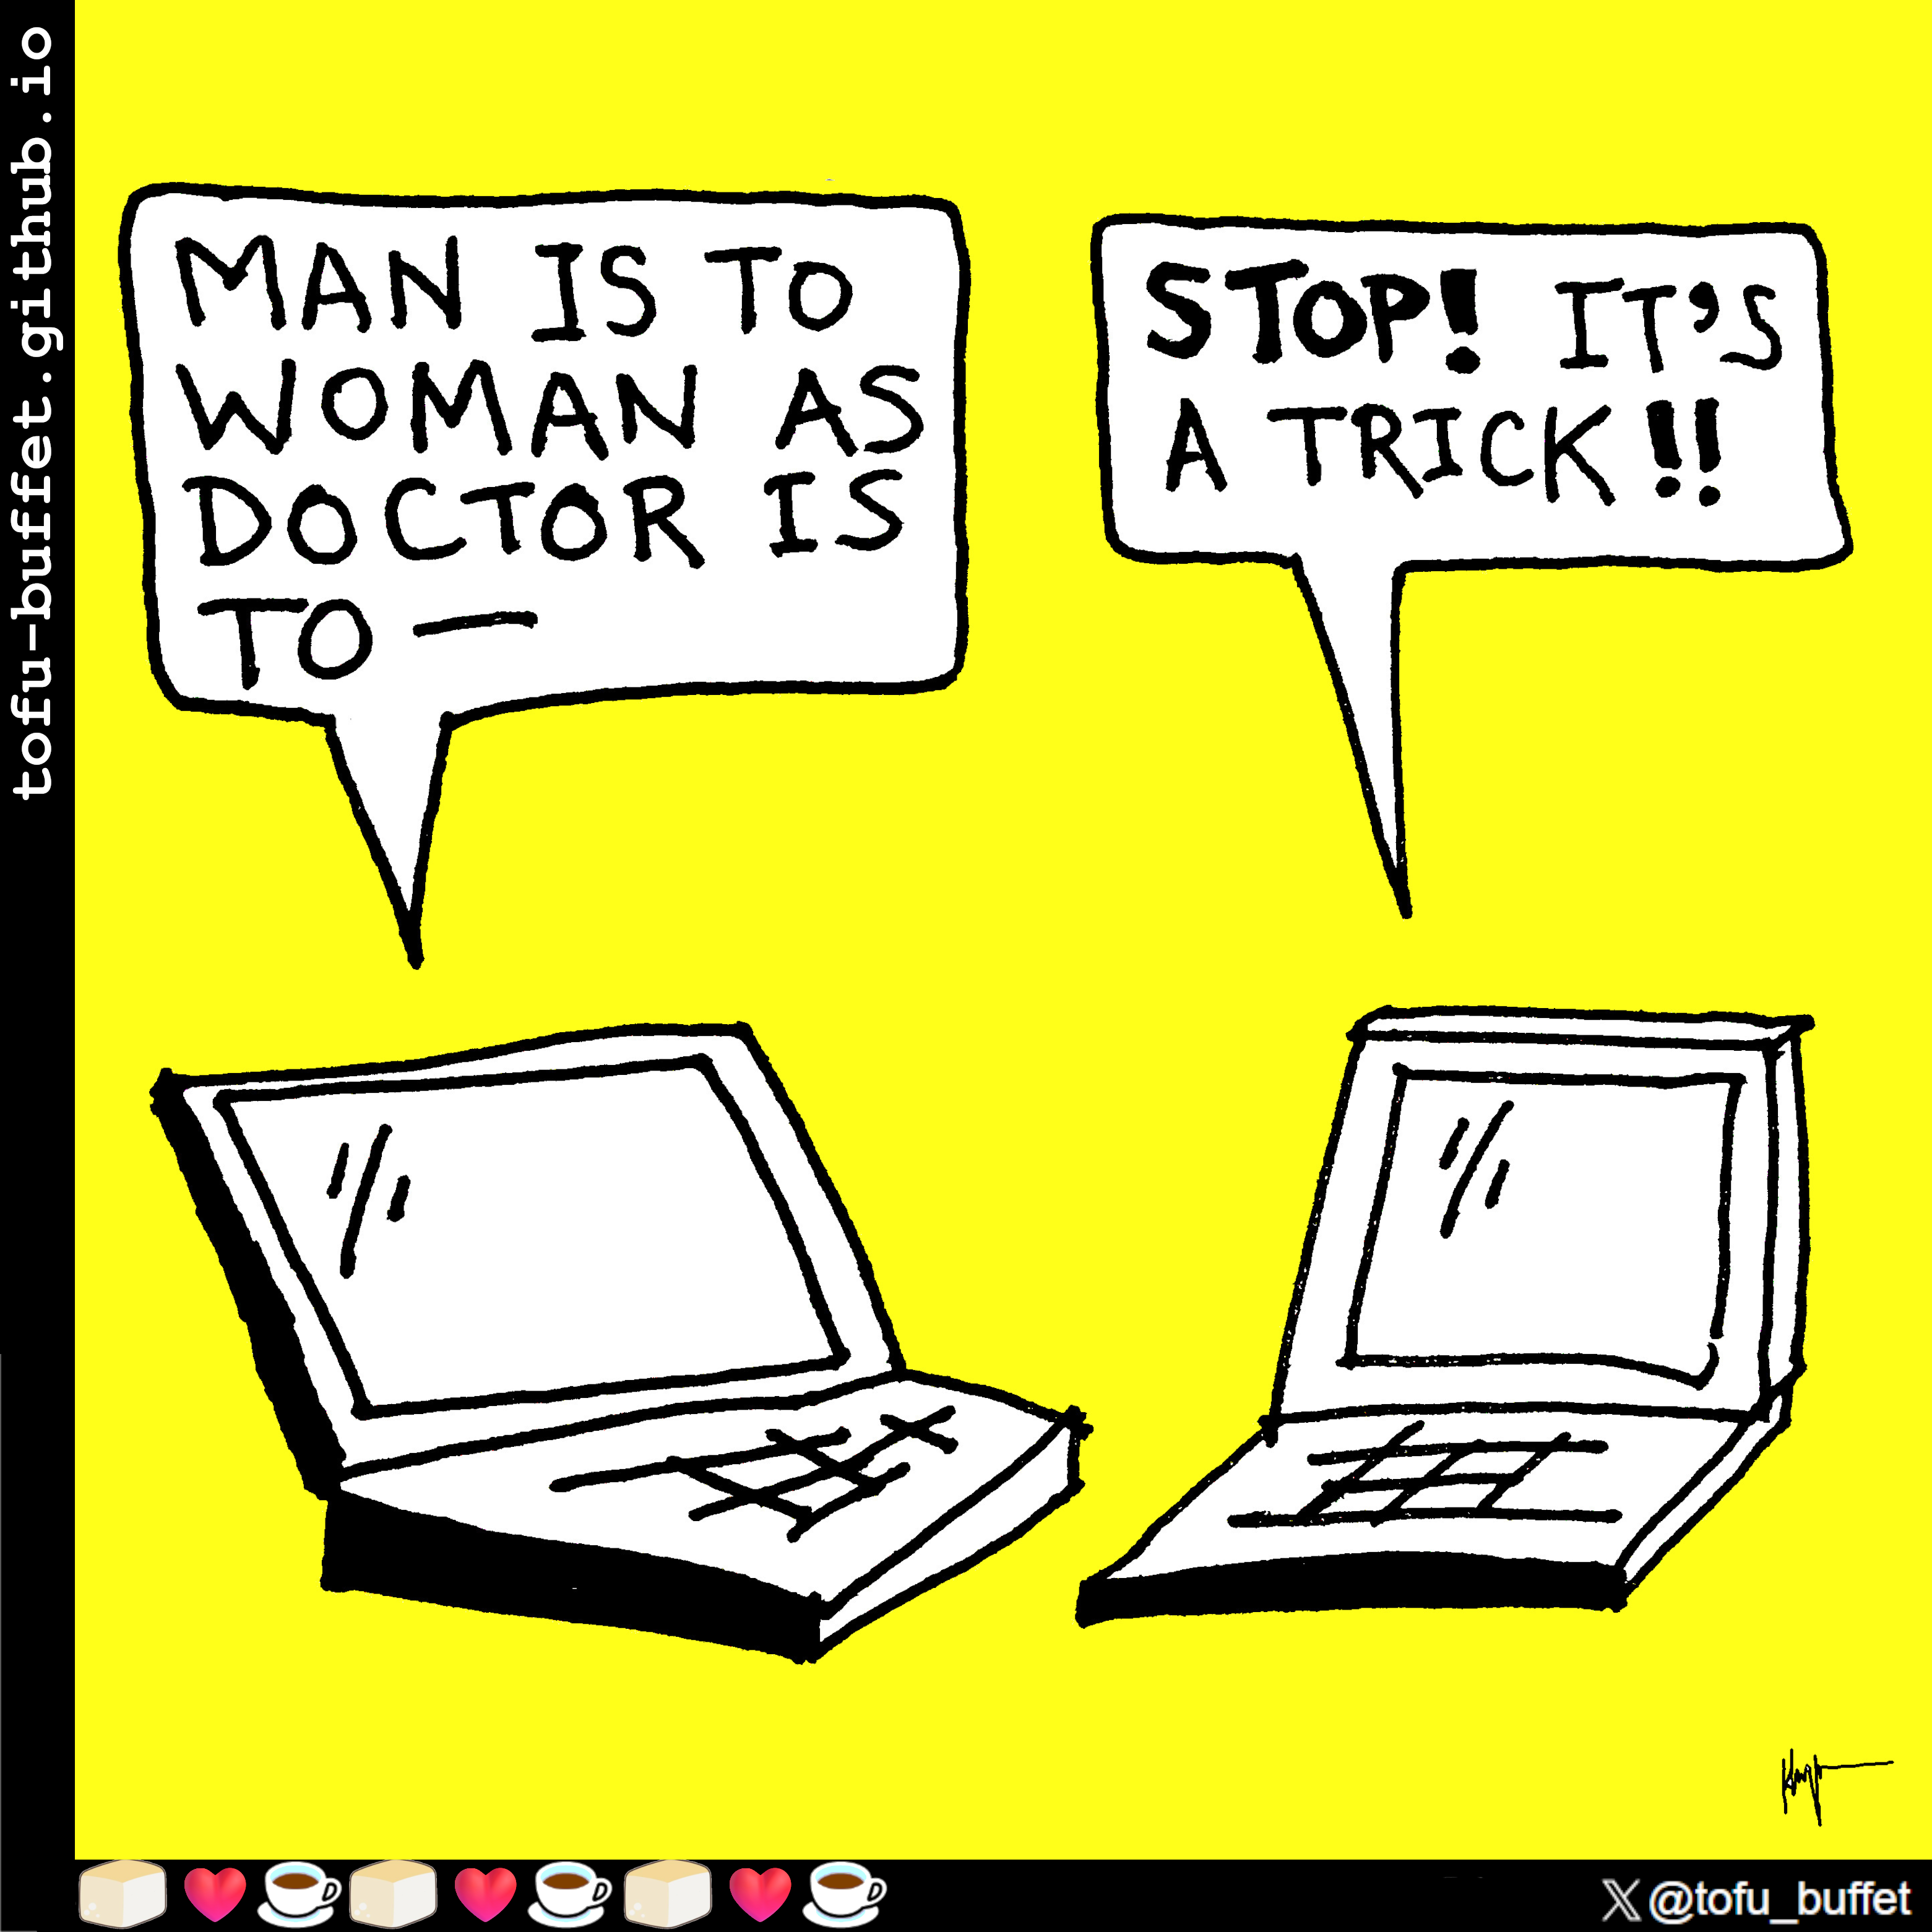 tofu-buffet.github.io
MAN IS TO
WOMAN AS
DOCTOR IS
TO —
STOP! IT'S
A TRICK!!
X @tofu_buffet